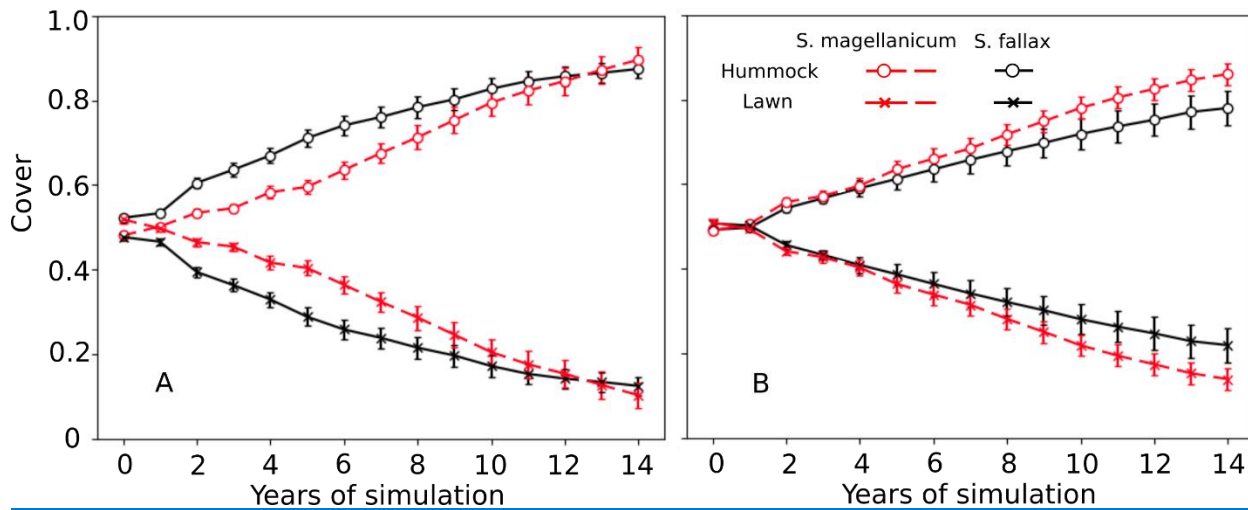 1.0
0.8
0.6
0.4
0.2
0
Cover
A
0 2 4 6 8 10 12 14
Years of simulation
S. magellanicum S. fallax
Hummock
Lawn
B
0 2 4 6 8 10 12 14
Years of simulation